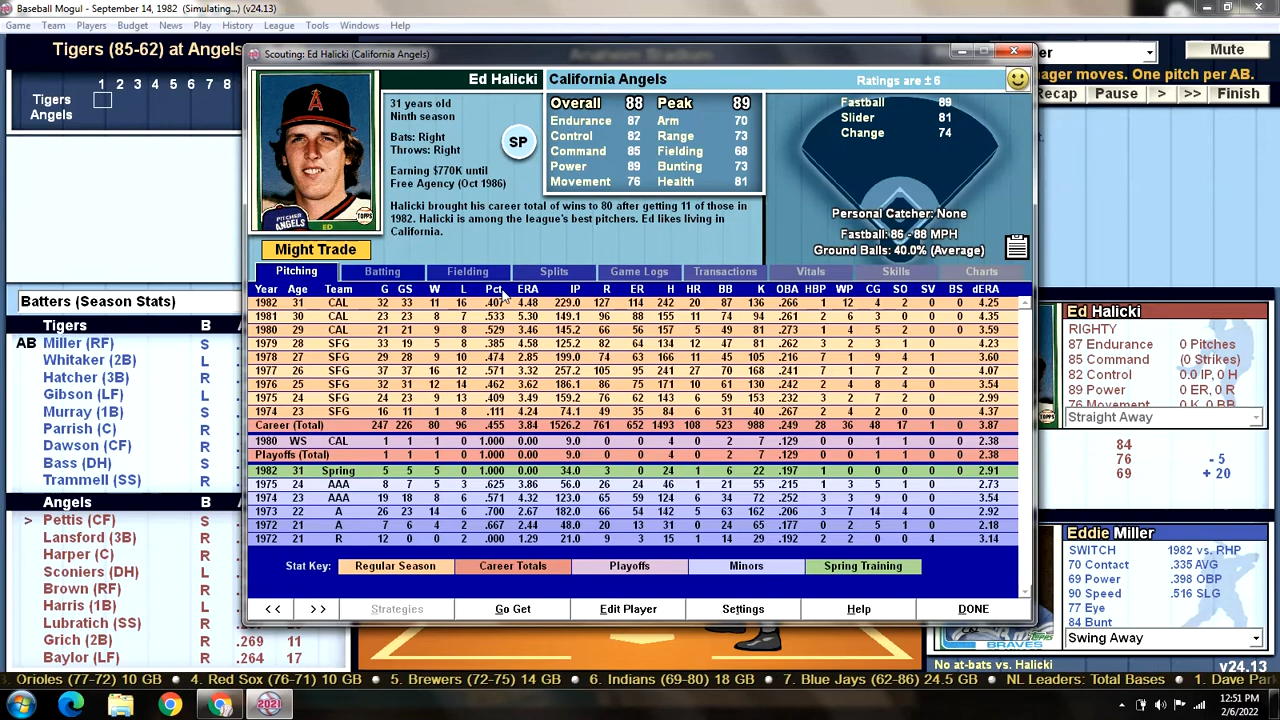 Baseball Mogul - September 14, 1982 (Simulating...) (v24.13)
Game Team Players Budget News Play History League Tools Windows Help
Tigers (85-62) at Angels
1 2 3 4 5 6 7 8
Tigers
Angels
Mute
ager moves. One pitch per AB.
Recap Pause > >> Finish
Scouting: Ed Halicki (California Angels)
Ed Halicki
California Angels
Ratings are ± 6
31 years old
Ninth season
Bats: Right
Throws: Right
Earning $770K until
Free Agency (Oct 1986)
SP
Overall 88 Peak 89
Endurance 87 Arm 70
Control 82 Range 73
Command 85 Fielding 68
Power 89 Bunting 73
Movement 76 Health 81
Fastball 89
Slider 81
Change 74
Halicki brought his career total of wins to 80 after getting 11 of those in
1982. Halicki is among the league's best pitchers. Ed likes living in
California.
Personal Catcher: None
Fastball: 86 - 88 MPH
Ground Balls: 40.0% (Average)
PITCHER
ANGELS
ED
TOPPS
Might Trade
Pitching Batting Fielding Splits Game Logs Transactions Vitals Skills Charts
Year Age Team G GS W L Pct. ERA IP R ER H HR BB K OBA HBP WP CG SO SV BS dERA
1982 31 CAL 32 33 11 16 .407 4.48 229.0 127 114 242 20 87 136 .266 1 12 4 2 0 0 4.25
1981 30 CAL 23 23 8 7 .533 5.30 149.1 96 88 155 11 74 94 .261 2 6 3 0 0 0 4.35
1980 29 CAL 21 21 9 8 .529 3.46 145.2 66 56 157 5 49 81 .273 1 4 5 1 0 0 3.59
1979 28 SFG 33 19 5 8 .385 4.58 125.2 82 64 134 12 47 81 .262 3 2 3 1 0 0 4.23
1978 27 SFG 29 28 9 10 .474 2.85 199.0 74 63 166 11 45 105 .216 7 1 9 4 1 0 3.60
1977 26 SFG 37 37 16 12 .571 3.32 257.2 105 95 241 27 70 168 .241 7 1 7 2 0 0 4.07
1976 25 SFG 32 31 12 14 .462 3.62 186.1 86 75 171 10 61 130 .242 2 4 8 4 0 0 3.54
1975 24 SFG 24 23 9 13 .409 3.49 159.2 76 62 143 6 59 153 .232 3 2 7 2 0 0 2.99
1974 23 SFG 16 11 1 8 .111 4.24 74.1 49 35 84 6 31 40 .267 2 4 2 0 0 0 4.37
Career (Total) 247 226 80 96 .455 3.84 1526.2 761 652 1493 108 523 988 .249 28 36 48 17 1 0 3.87
1980 WS CAL 1 1 1 0 1.000 0.00 9.0 0 0 4 0 2 7 .129 0 0 1 1 0 0 2.38
Playoffs (Total) 1 1 1 0 1.000 0.00 9.0 0 0 4 0 2 7 .129 0 0 1 1 0 0 2.38
1982 31 Spring 5 5 5 0 1.000 0.00 34.0 3 0 24 1 6 22 .197 1 0 0 0 0 0 2.91
1975 24 AAA 8 7 5 3 .625 3.86 56.0 26 24 46 1 21 55 .215 1 3 5 1 0 0 2.73
1974 23 AAA 19 18 8 6 .571 4.32 123.0 65 59 124 6 34 72 .252 3 3 9 0 0 0 3.54
1973 22 A 26 23 14 6 .700 2.67 182.0 66 54 142 5 63 162 .206 3 7 14 4 0 0 2.92
1972 21 A 7 6 4 2 .667 2.44 48.0 20 13 31 0 24 65 .177 0 2 5 1 0 0 2.18
1972 21 R 12 0 0 2 .000 1.29 21.0 9 3 15 1 14 29 .192 2 2 0 0 4 0 3.14
Stat Key: Regular Season Career Totals Playoffs Minors Spring Training
<< >> Strategies Go Get Edit Player Settings Help DONE
Batters (Season Stats)
Tigers B
AB Miller (RF) S
Whitaker (2B) L
Hatcher (3B) R
Gibson (LF) L
Murray (1B) S
Parrish (C) R
Dawson (CF) R
Bass (DH) L
Trammell (SS) R
Angels B
> Pettis (CF) S
Lansford (3B) R
Harper (C) R
Sconiers (DH) L
Brown (RF) R
Harris (1B) L
Lubratich (SS) R
Grich (2B) R .269 11
Baylor (LF) R .264 17
Ed Halicki
RIGHTY
87 Endurance 0 Pitches
85 Command (0 Strikes)
82 Control 0.0 IP, 0 H
89 Power 0 ER, 0 R
76 Movement 0 K, 0 BB
Straight Away
84
76 - 5
69 + 20
Eddie Miller
SWITCH 1982 vs. RHP
70 Contact .335 AVG
69 Power .398 OBP
90 Speed .516 SLG
77 Eye
84 Bunt
BRAVES
Swing Away
No at-bats vs. Halicki
v24.13
3. Orioles (77-72) 10 GB 4. Red Sox (76-71) 10 GB 5. Brewers (72-75) 14 GB 6. Indians (69-80) 18 GB 7. Blue Jays (62-86) 24.5 GB NL Leaders: Total Bases 1. Dave Park
2021
12:51 PM
2/6/2022